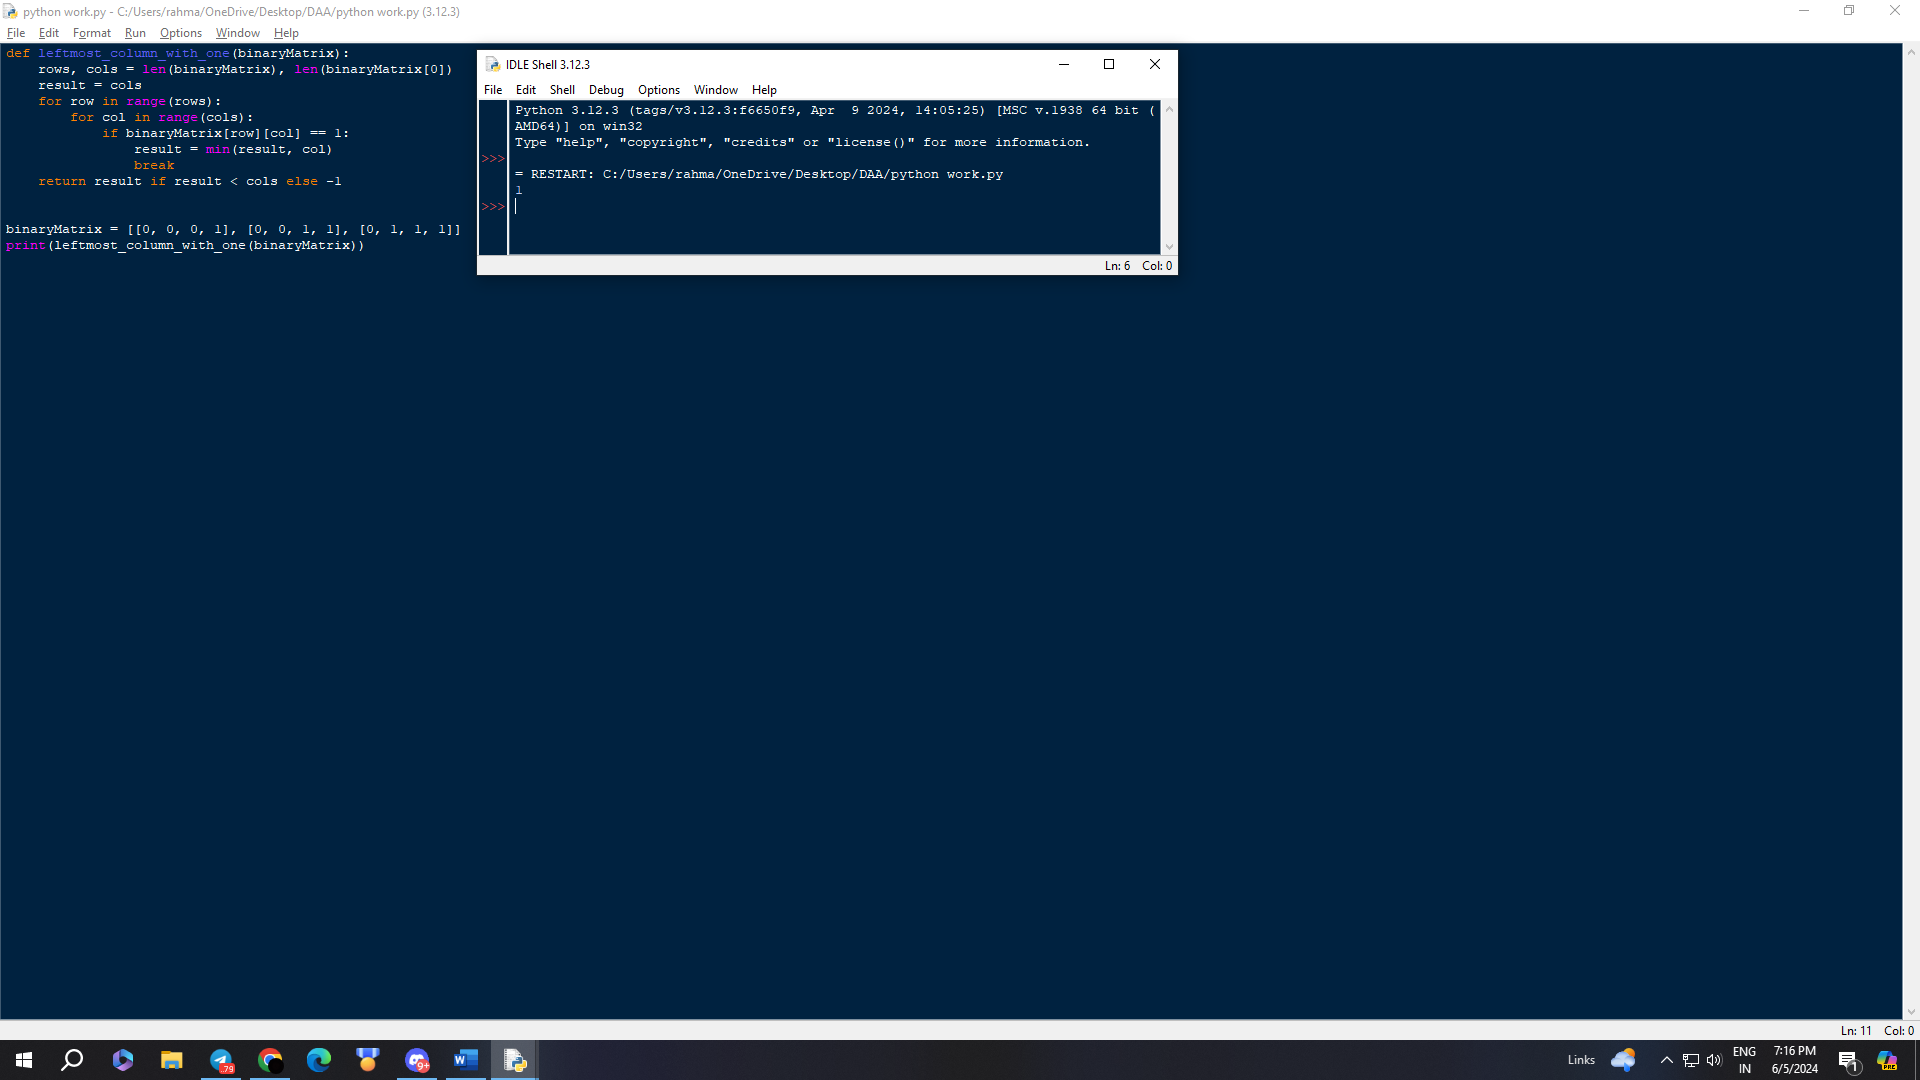 python work.py - C:/Users/rahma/OneDrive/Desktop/DAA/python work.py (3.12.3)
File Edit Format Run Options Window Help
def leftmost_column_with_one(binaryMatrix):
    rows, cols = len(binaryMatrix), len(binaryMatrix[0])
    result = cols
    for row in range(rows):
        for col in range(cols):
            if binaryMatrix[row][col] == 1:
                result = min(result, col)
                break
    return result if result < cols else -1
binaryMatrix = [[0, 0, 0, 1], [0, 0, 1, 1], [0, 1, 1, 1]]
print(leftmost_column_with_one(binaryMatrix))
IDLE Shell 3.12.3
File Edit Shell Debug Options Window Help
Python 3.12.3 (tags/v3.12.3:f6650f9, Apr  9 2024, 14:05:25) [MSC v.1938 64 bit (
AMD64)] on win32
Type "help", "copyright", "credits" or "license()" for more information.
>>>
= RESTART: C:/Users/rahma/OneDrive/Desktop/DAA/python work.py
1
>>>
Ln: 6 Col: 0
Ln: 11 Col: 0
79
9+
W
Links
ENG
IN
7:16 PM
6/5/2024
1
PRE